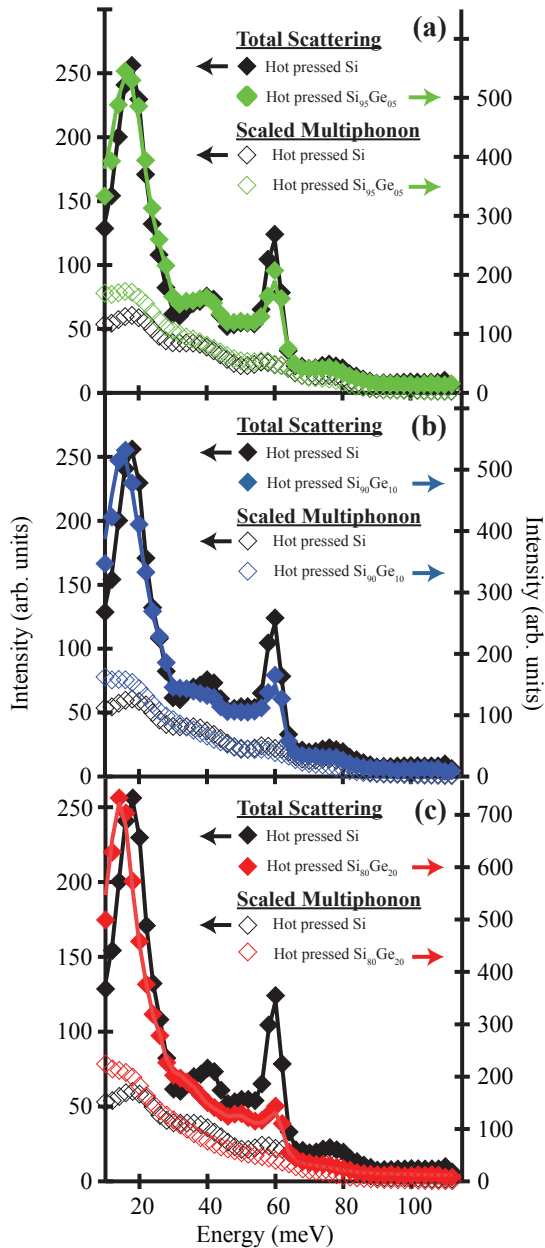 (a)
Total Scattering
Hot pressed Si
Hot pressed Si₉₅Ge₀₅
Scaled Multiphonon
Hot pressed Si
Hot pressed Si₉₅Ge₀₅
250
200
150
100
50
0
500
400
300
200
100
0
(b)
Total Scattering
Hot pressed Si
Hot pressed Si₉₀Ge₁₀
Scaled Multiphonon
Hot pressed Si
Hot pressed Si₉₀Ge₁₀
250
200
150
100
50
0
500
400
300
200
100
0
Intensity (arb. units)
Intensity (arb. units)
(c)
Total Scattering
Hot pressed Si
Hot pressed Si₈₀Ge₂₀
Scaled Multiphonon
Hot pressed Si
Hot pressed Si₈₀Ge₂₀
250
200
150
100
50
0
700
600
500
400
300
200
100
0
20 40 60 80 100
Energy (meV)